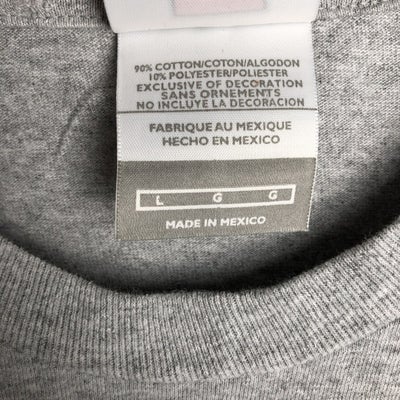 90% COTTON/COTON/ALGODON
10% POLYESTER/POLIESTER
EXCLUSIVE OF DECORATION
SANS ORNEMENTS
NO INCLUYE LA DECORACION
FABRIQUE AU MEXIQUE
HECHO EN MEXICO
L G G
MADE IN MEXICO